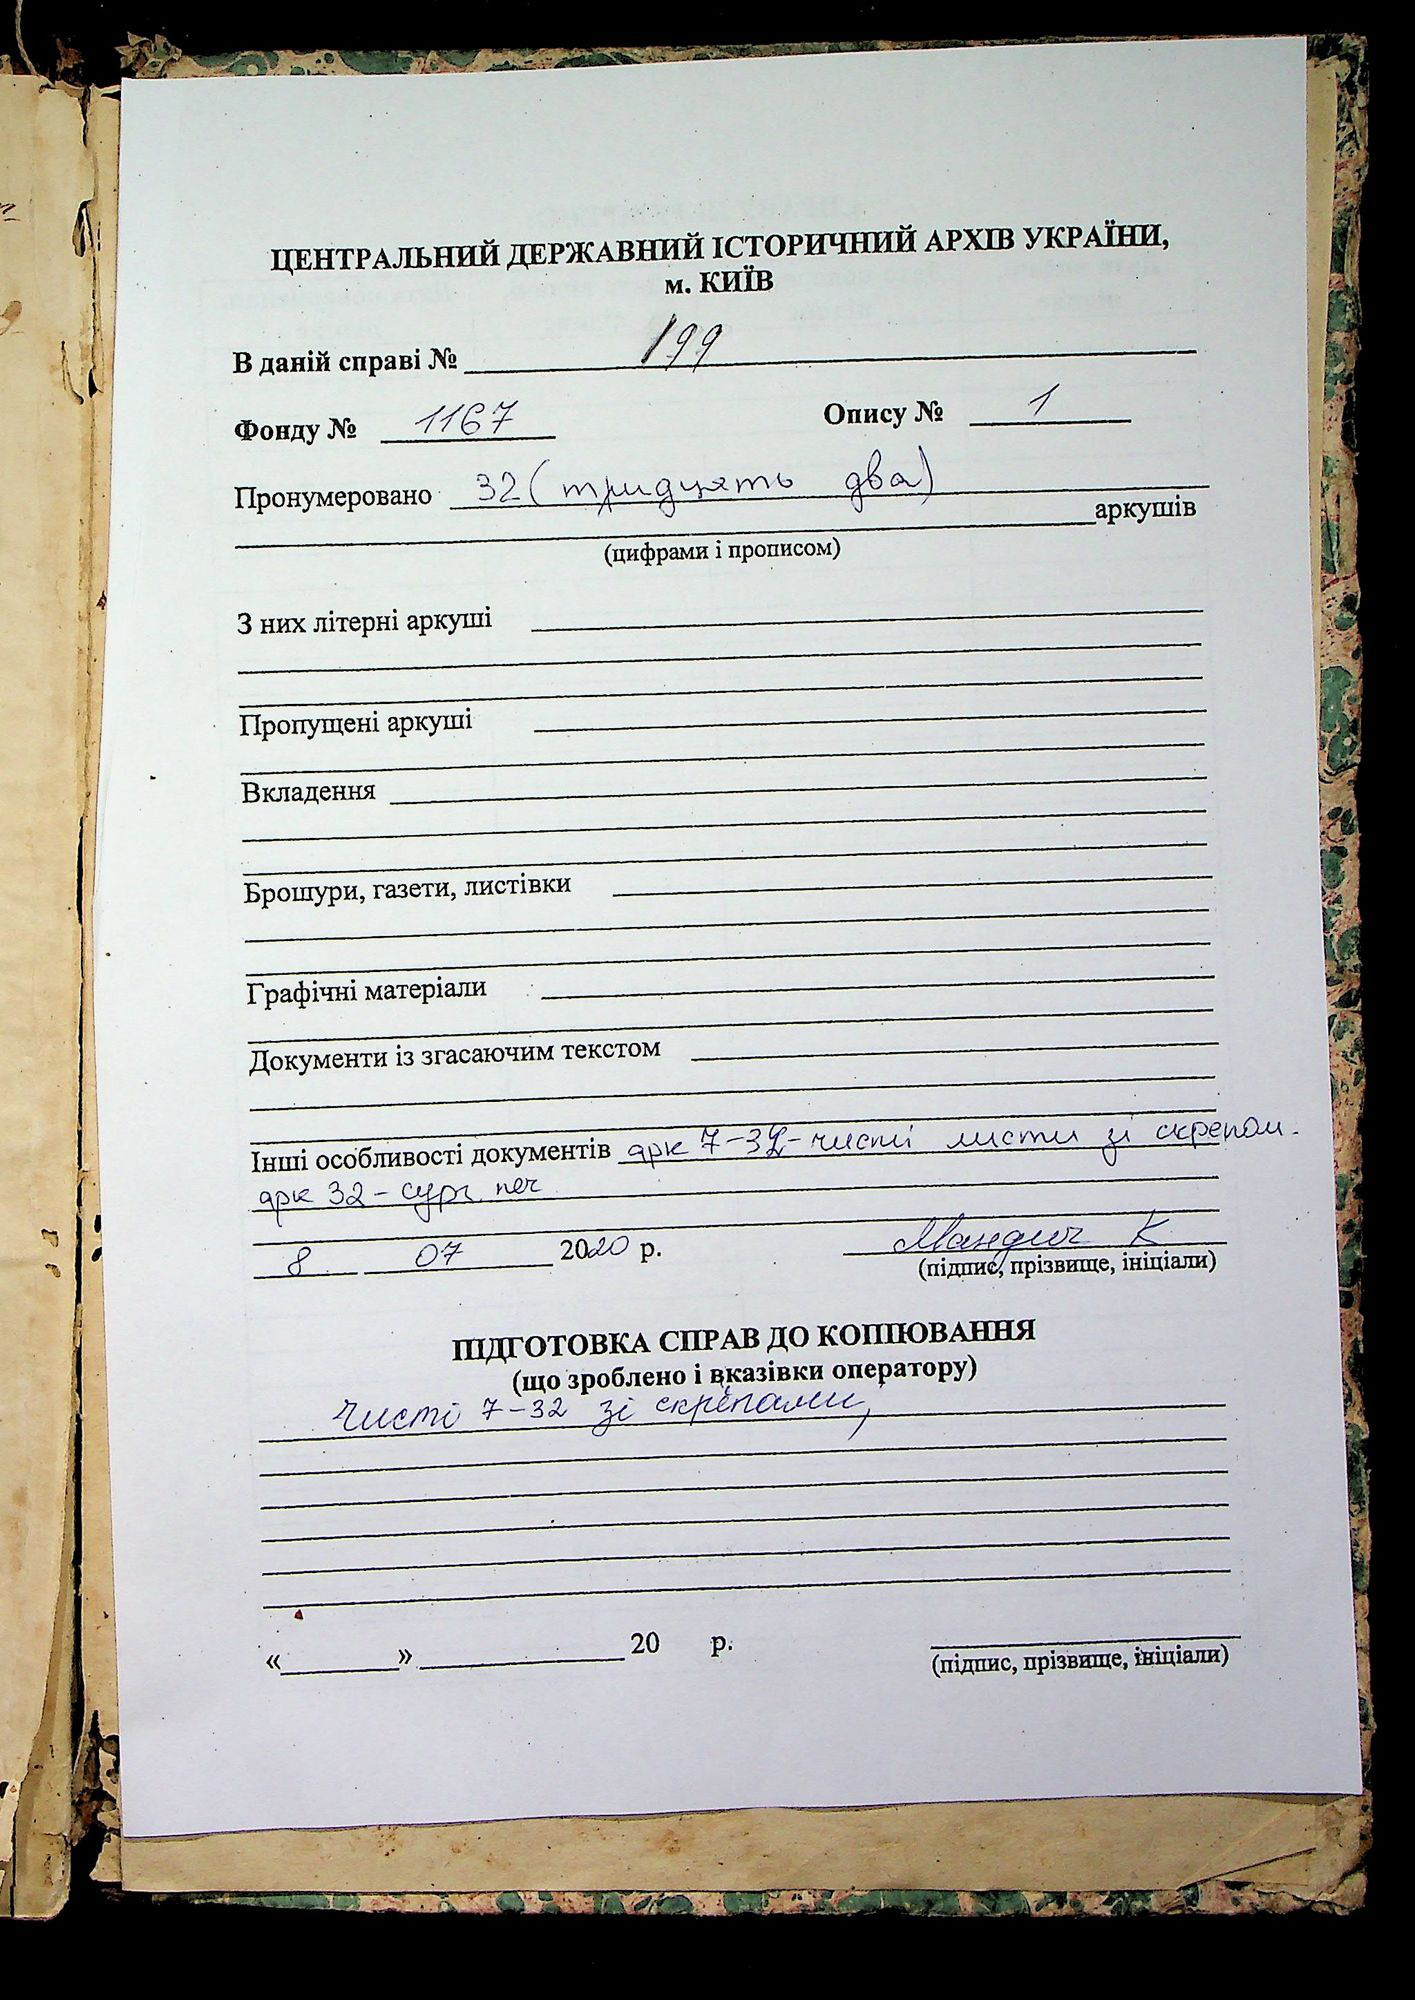 ЦЕНТРАЛЬНИЙ ДЕРЖАВНИЙ ІСТОРИЧНИЙ АРХІВ УКРАЇНИ,
м. КИЇВ
В даній справі № 199
Фонду № 1167 Опису № 1
Пронумеровано 32 (тридцять два)
аркушів
(цифрами і прописом)
З них літерні аркуші
Пропущені аркуші
Вкладення
Брошури, газети, листівки
Графічні матеріали
Документи із згасаючим текстом
Інші особливості документів арк 7-32- чисті листи зі скрепом.
арк 32 - сург. печ
8 07 2020 р. Мандич К
(підпис, прізвище, ініціали)
ПІДГОТОВКА СПРАВ ДО КОПІЮВАННЯ
(що зроблено і вказівки оператору)
Чисті 7-32 зі скрепами,
«      »      20      р.
(підпис, прізвище, ініціали)